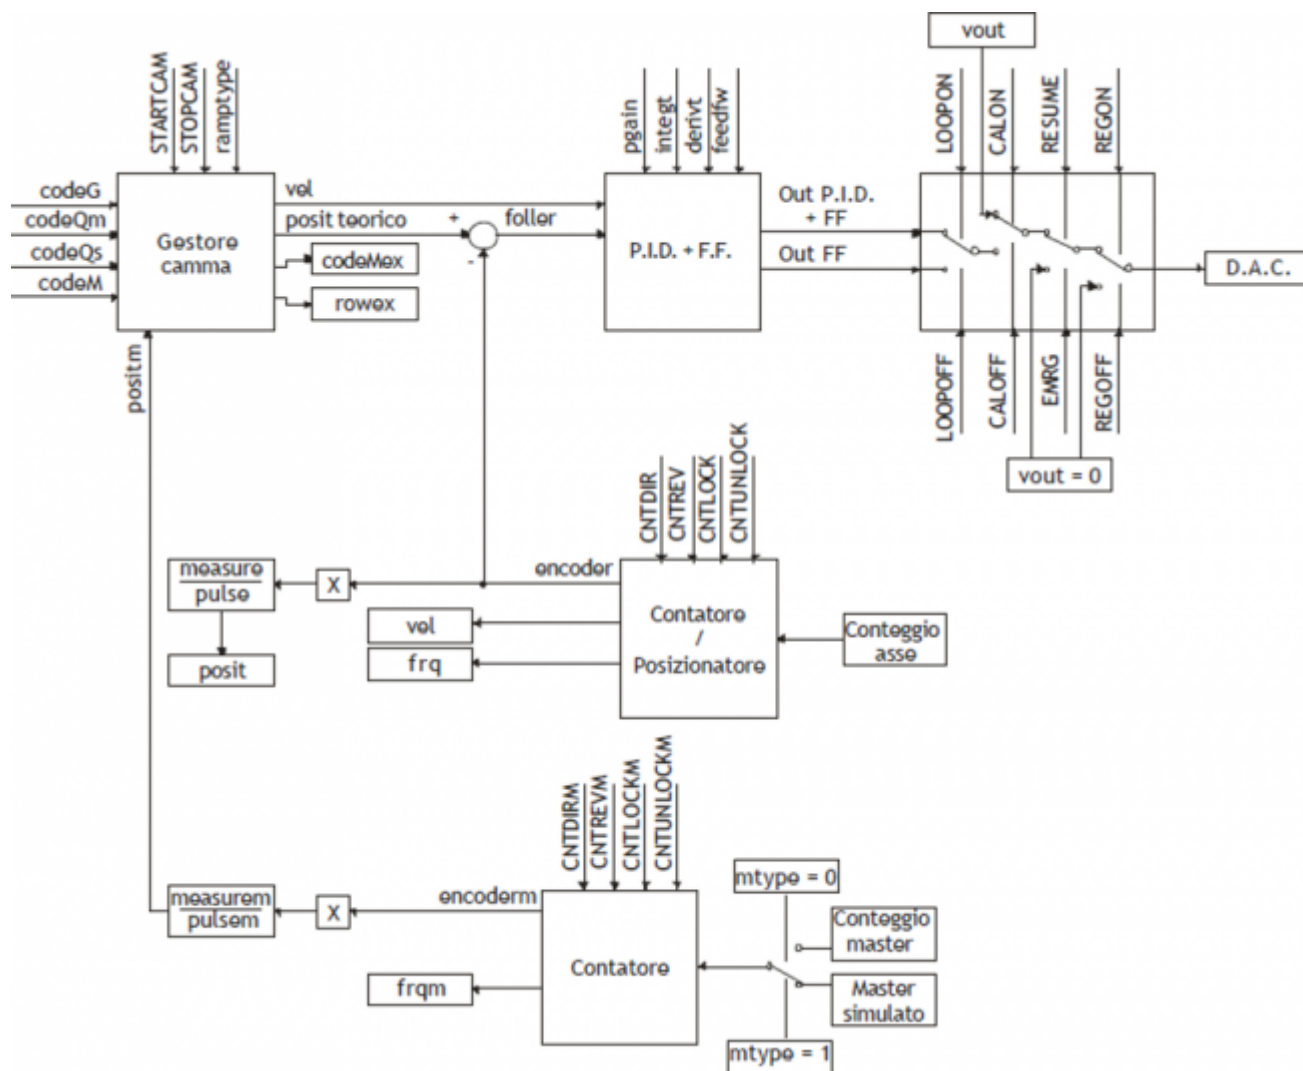 vout
STARTCAM
STOPCAM
ramptype
pgain
integt
derivt
feedfw
LOOPON
CALON
RESUME
REGON
codeG
codeQm
codeQs
codeM
Gestore
camma
vel
posit teorico
+
-
foller
codeMex
rowex
P.I.D. + F.F.
Out P.I.D.
+ FF
Out FF
D.A.C.
positm
LOOPOFF
CALOFF
EMRG
REGOFF
vout = 0
CNTDIR
CNTREV
CNTLOCK
CNTUNLOCK
measure
pulse
X
encoder
posit
vel
frq
Contatore
/
Posizionatore
Conteggio
asse
CNTDIRM
CNTREVM
CNTLOCKM
CNTUNLOCKM
measurem
pulsem
X
encoderm
frqm
Contatore
mtype = 0
Conteggio
master
Master
simulato
mtype = 1